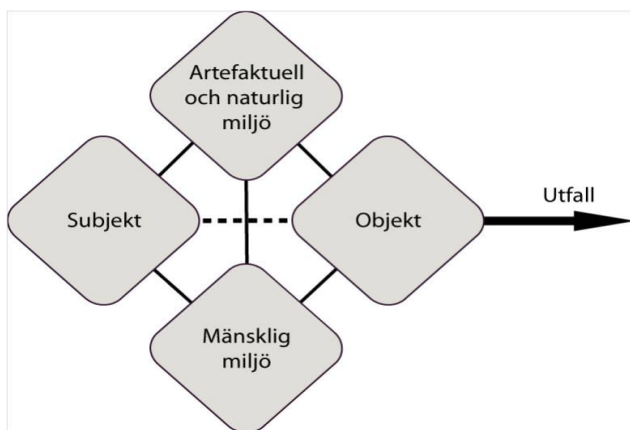 Artefaktuell
och naturlig
miljö
Subjekt
Objekt
Utfall
Mänsklig
miljö